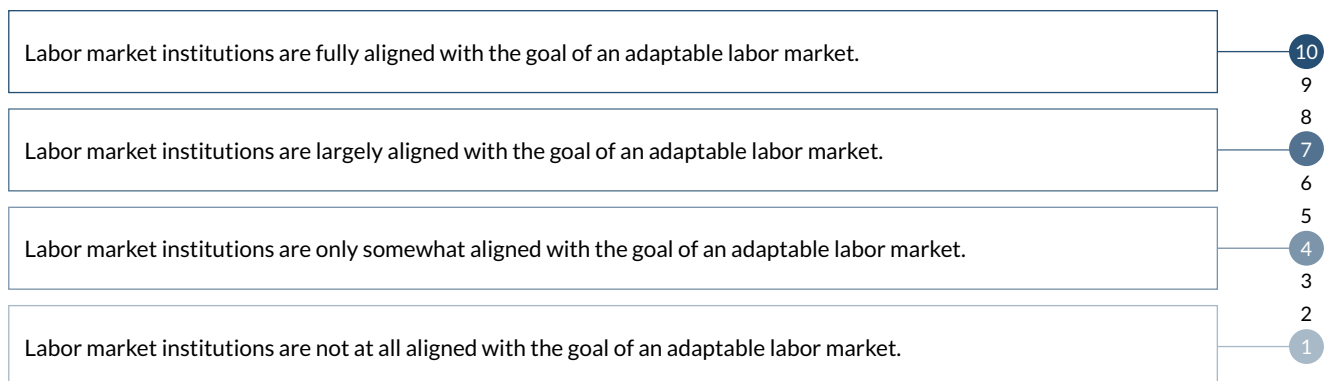 Labor market institutions are fully aligned with the goal of an adaptable labor market.
10
9
8
Labor market institutions are largely aligned with the goal of an adaptable labor market.
7
6
5
Labor market institutions are only somewhat aligned with the goal of an adaptable labor market.
4
3
2
Labor market institutions are not at all aligned with the goal of an adaptable labor market.
1